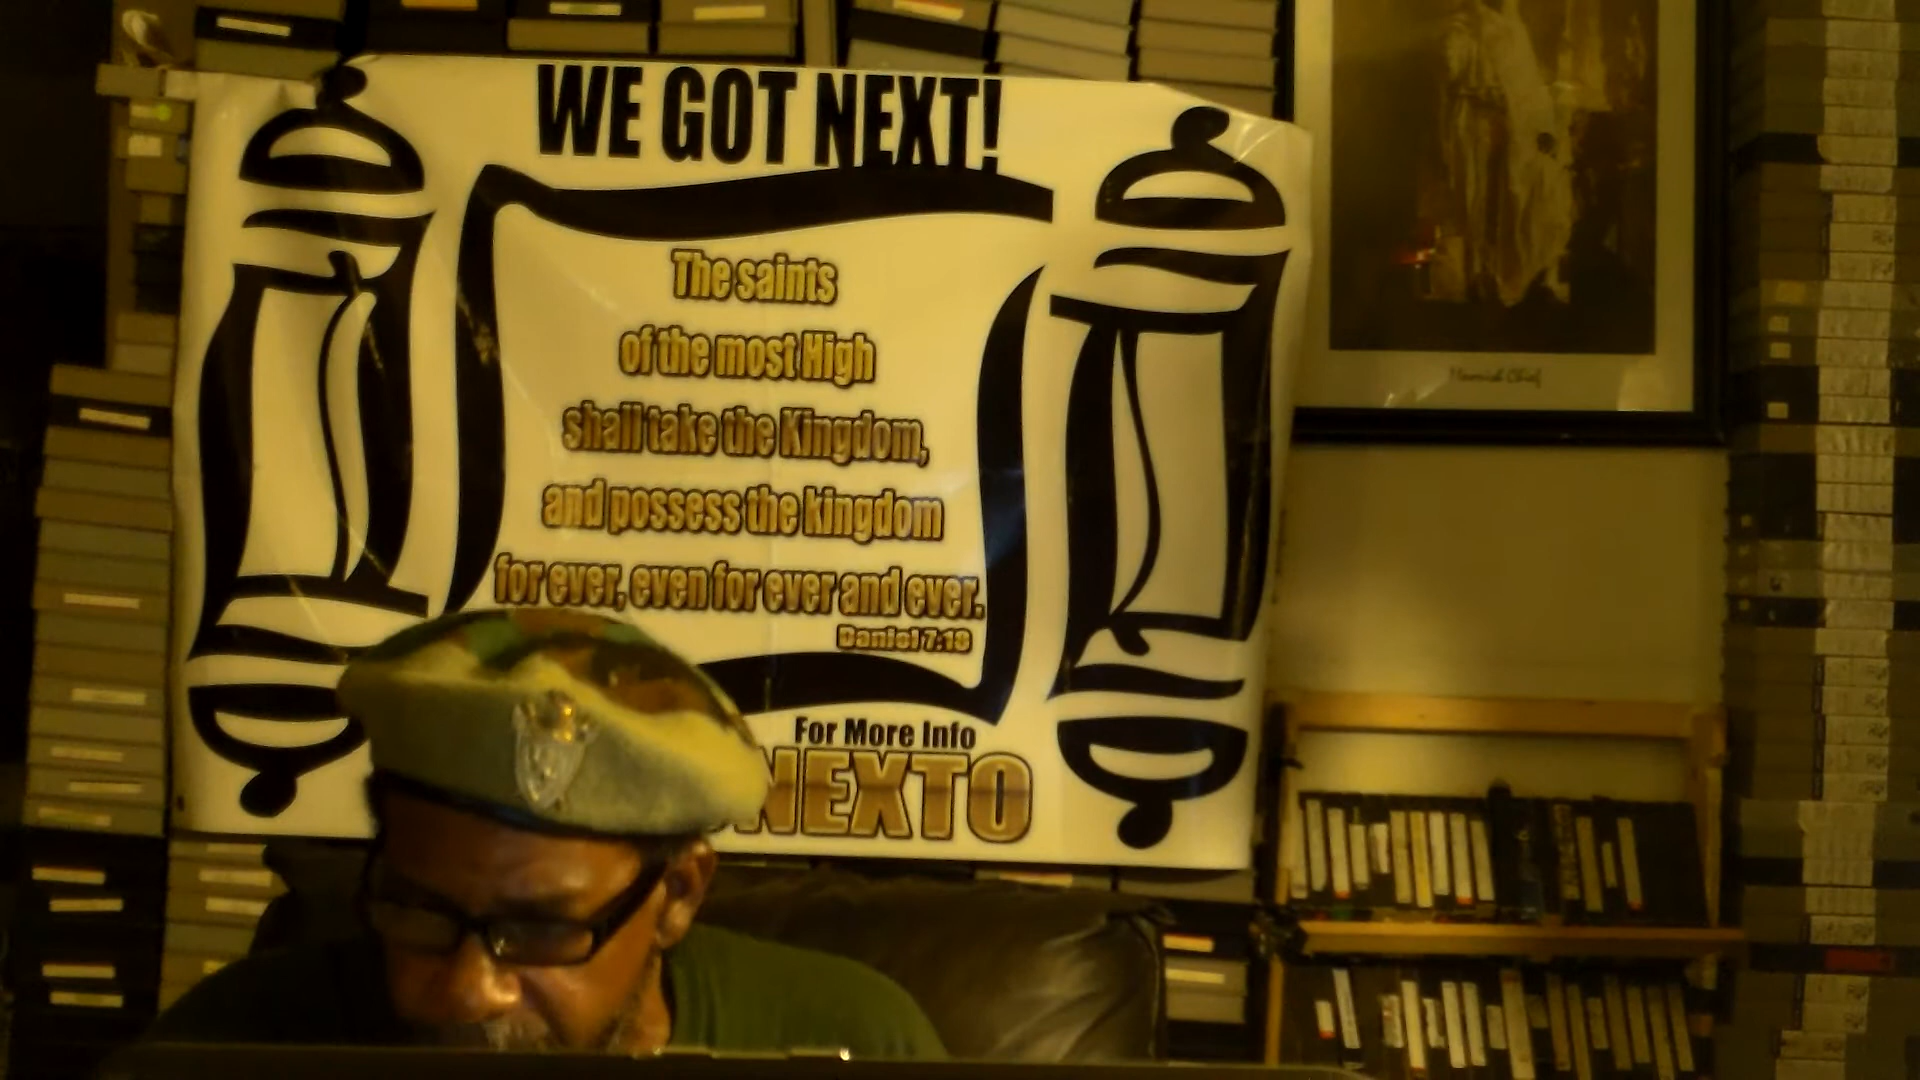 WE GOT NEXT!
The saints
of the most High
shall take the Kingdom,
and possess the kingdom
for ever, even for ever and ever.
Daniel 7:18
For More Info
NEXTO